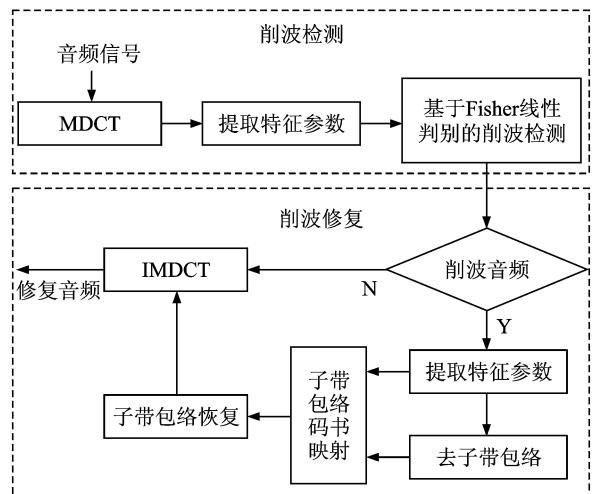 削波检测
音频信号
MDCT
提取特征参数
基于Fisher线性
判别的削波检测
削波修复
削波音频
N
Y
IMDCT
修复音频
提取特征参数
去子带包络
子带
包络
码书
映射
子带包络恢复